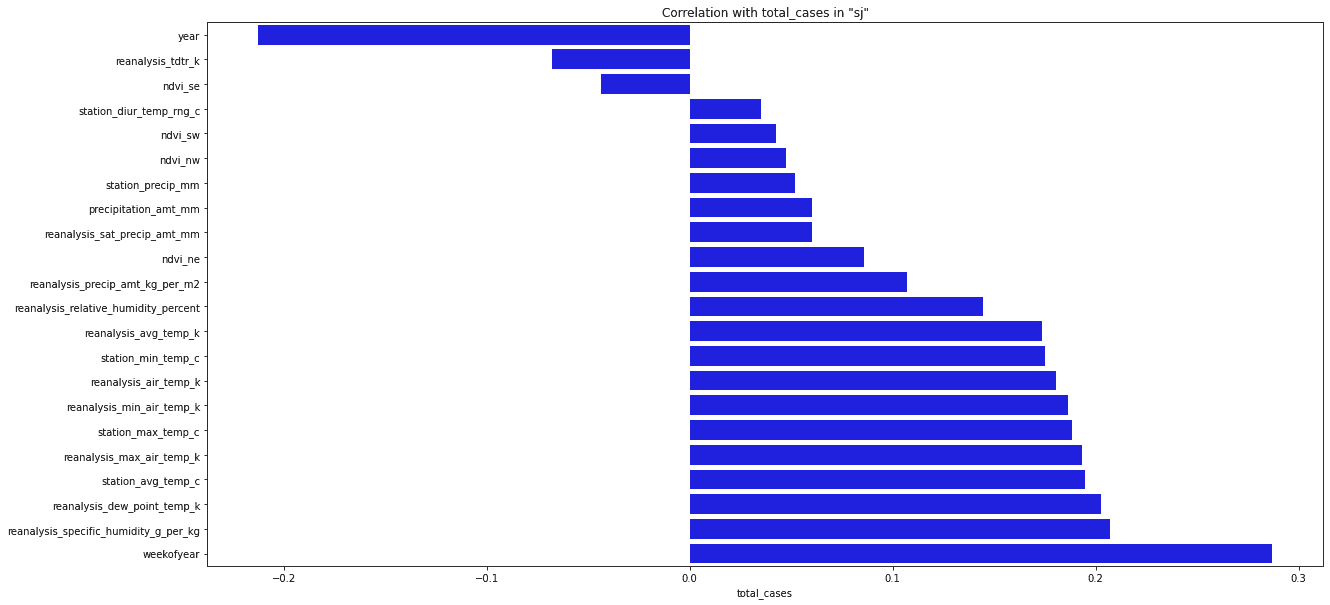 Correlation with total_cases in "sj"
year
reanalysis_tdtr_k
ndvi_se
station_diur_temp_rng_c
ndvi_sw
ndvi_nw
station_precip_mm
precipitation_amt_mm
reanalysis_sat_precip_amt_mm
ndvi_ne
reanalysis_precip_amt_kg_per_m2
reanalysis_relative_humidity_percent
reanalysis_avg_temp_k
station_min_temp_c
reanalysis_air_temp_k
reanalysis_min_air_temp_k
station_max_temp_c
reanalysis_max_air_temp_k
station_avg_temp_c
reanalysis_dew_point_temp_k
reanalysis_specific_humidity_g_per_kg
weekofyear
−0.2 −0.1 0.0 0.1 0.2 0.3
total_cases